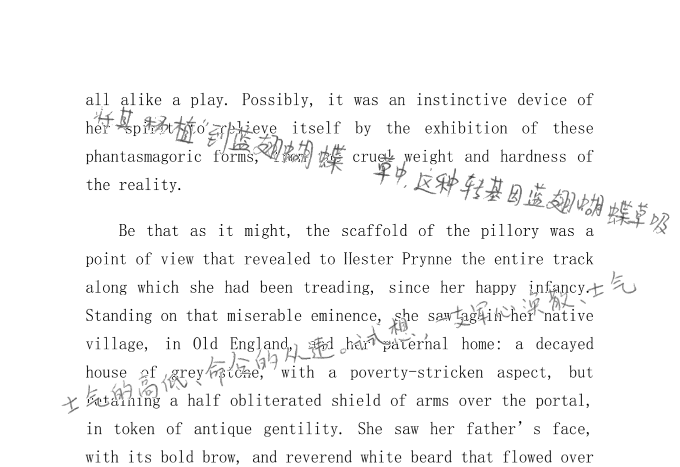 all alike a play. Possibly, it was an instinctive device of
her spirit to relieve itself by the exhibition of these
将其"移植"到蓝翅蝴蝶
phantasmagoric forms, cruel weight and hardness of
草中,这种转基因蓝翅蝴蝶草吸
the reality.
Be that as it might, the scaffold of the pillory was a
point of view that revealed to Hester Prynne the entire track
along which she had been treading, since her happy infancy.
Standing on that miserable eminence, she saw again her native
village, in Old England, and her paternal home: a decayed
士气的高低、命令的从违。试想,一支军心涣散、士气
house of grey stone, with a poverty-stricken aspect, but
retaining a half obliterated shield of arms over the portal,
in token of antique gentility. She saw her father's face,
with its bold brow, and reverend white beard that flowed over